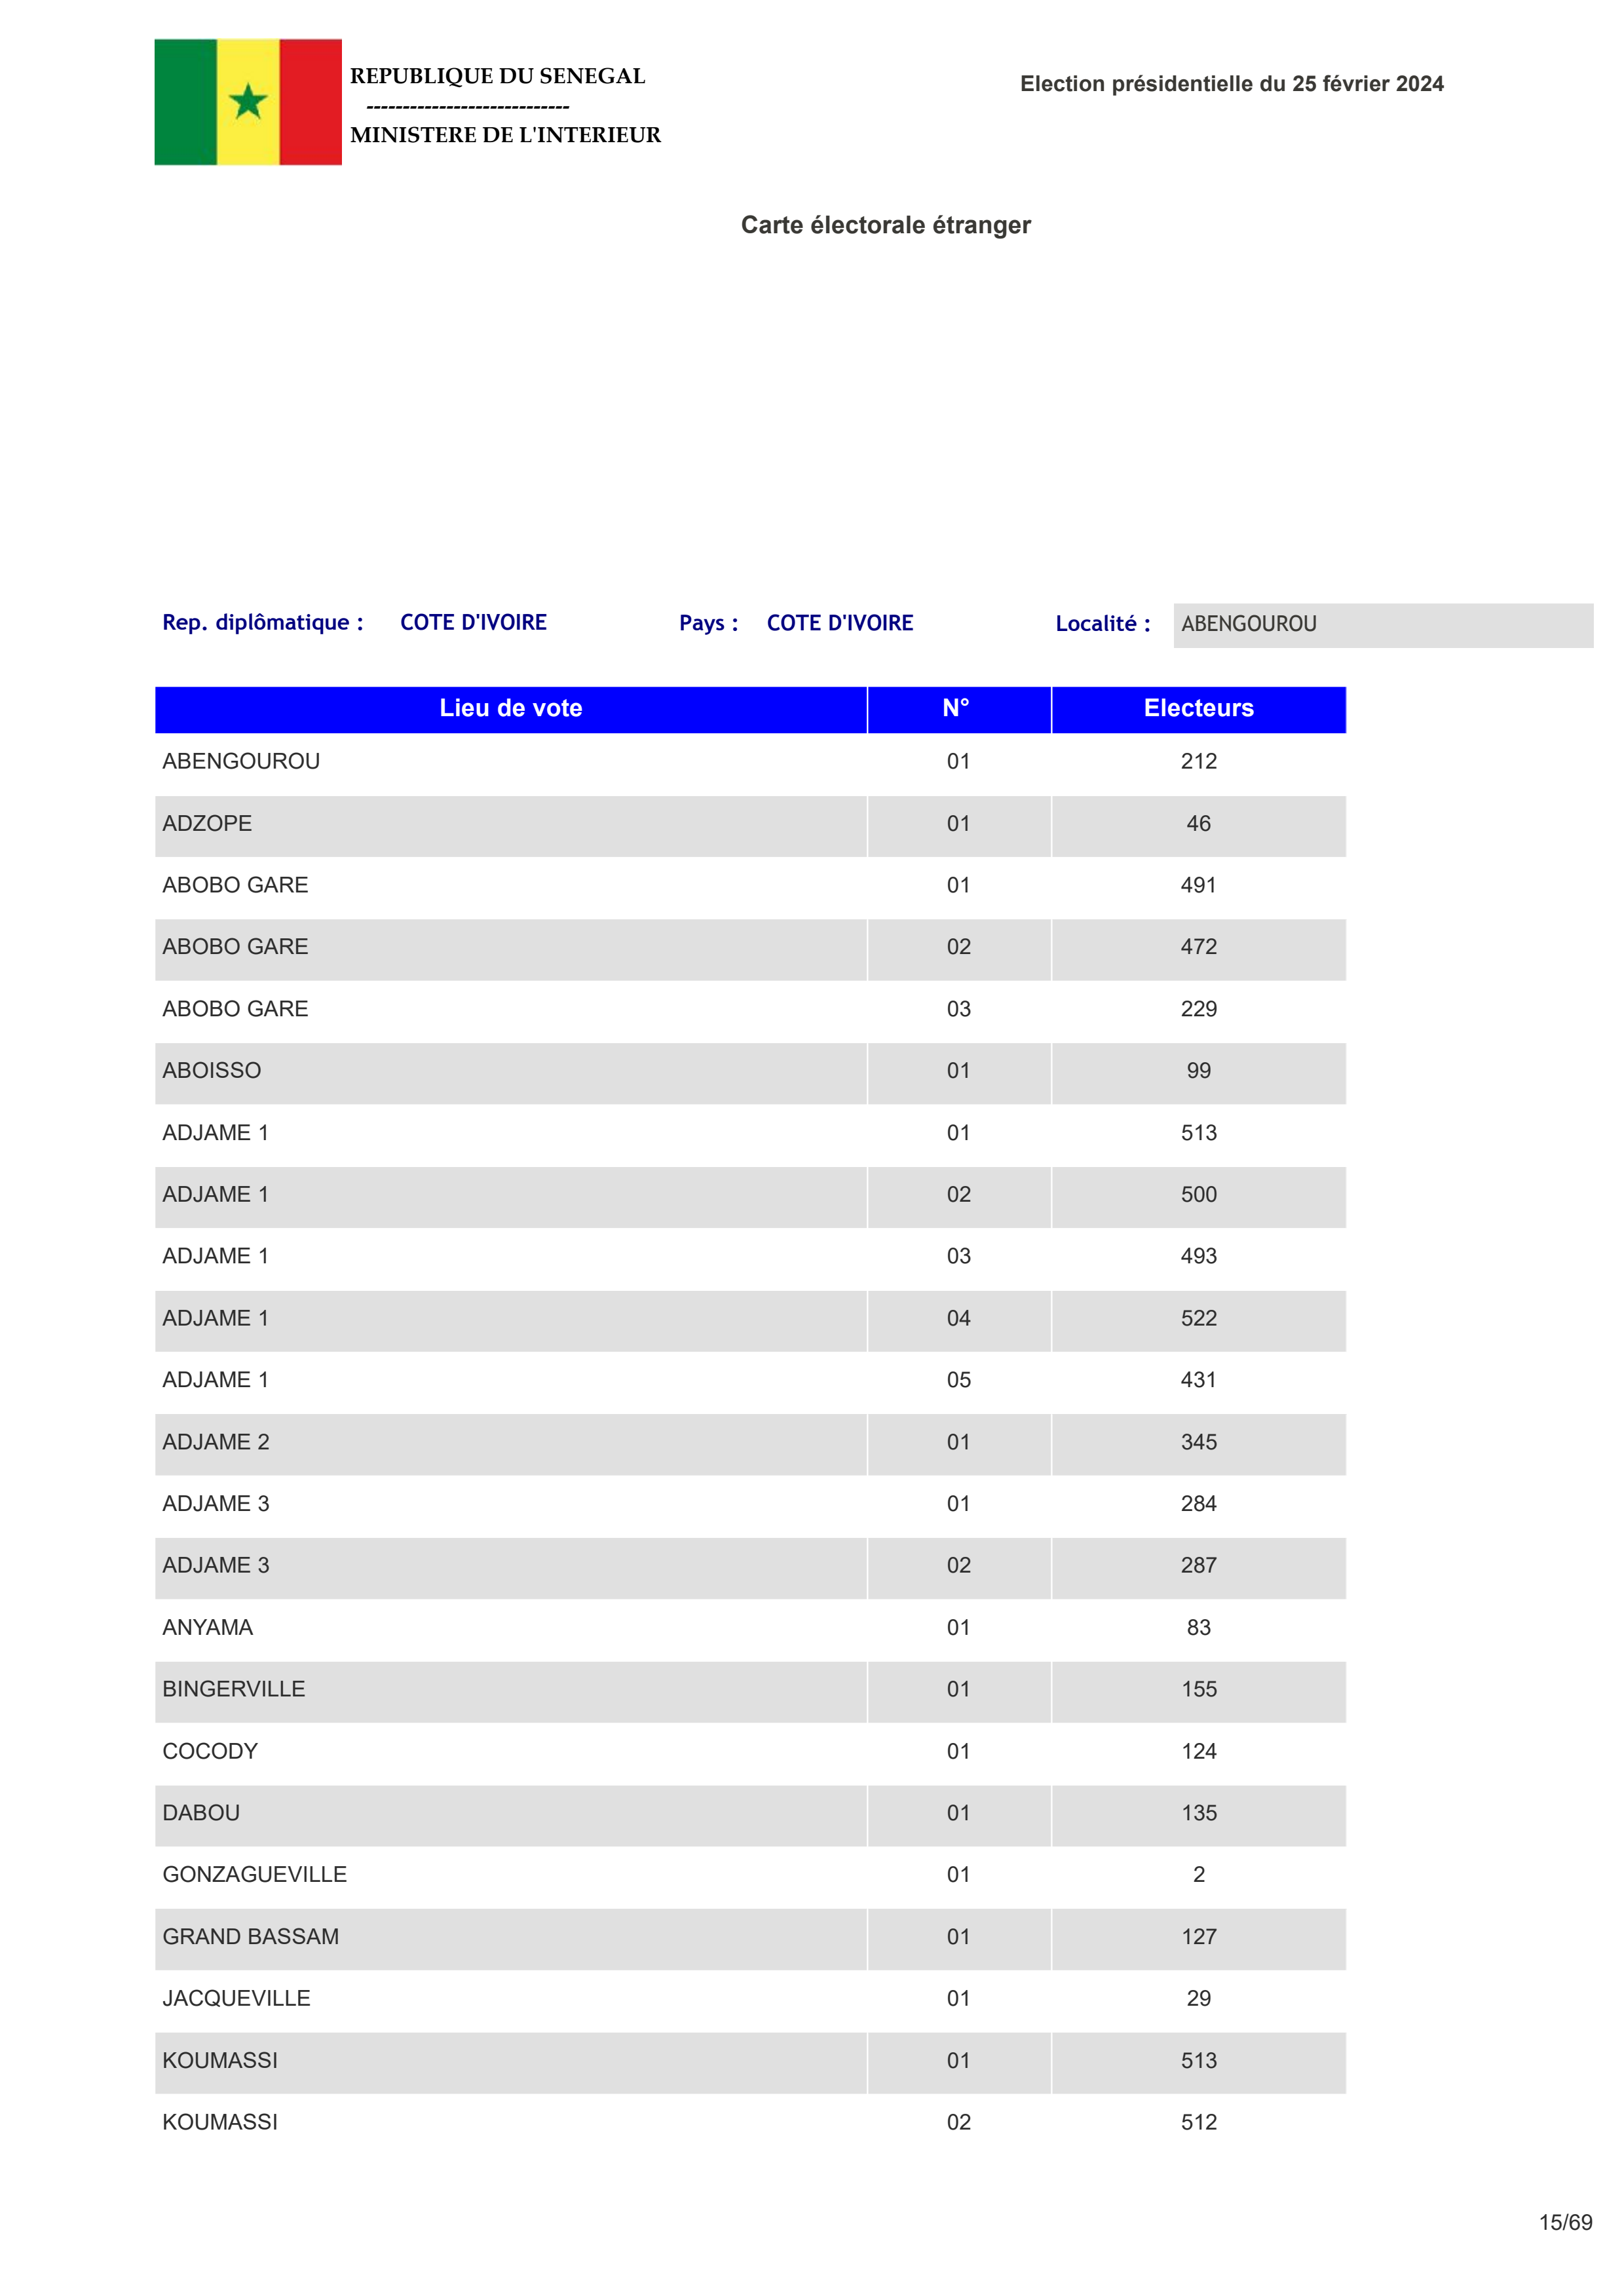 REPUBLIQUE DU SENEGAL
----------------------------
MINISTERE DE L'INTERIEUR
Election présidentielle du 25 février 2024
Carte électorale étranger
Rep. diplômatique : COTE D'IVOIRE Pays : COTE D'IVOIRE Localité : ABENGOUROU
Lieu de vote N° Electeurs
ABENGOUROU 01 212
ADZOPE 01 46
ABOBO GARE 01 491
ABOBO GARE 02 472
ABOBO GARE 03 229
ABOISSO 01 99
ADJAME 1 01 513
ADJAME 1 02 500
ADJAME 1 03 493
ADJAME 1 04 522
ADJAME 1 05 431
ADJAME 2 01 345
ADJAME 3 01 284
ADJAME 3 02 287
ANYAMA 01 83
BINGERVILLE 01 155
COCODY 01 124
DABOU 01 135
GONZAGUEVILLE 01 2
GRAND BASSAM 01 127
JACQUEVILLE 01 29
KOUMASSI 01 513
KOUMASSI 02 512
15/69